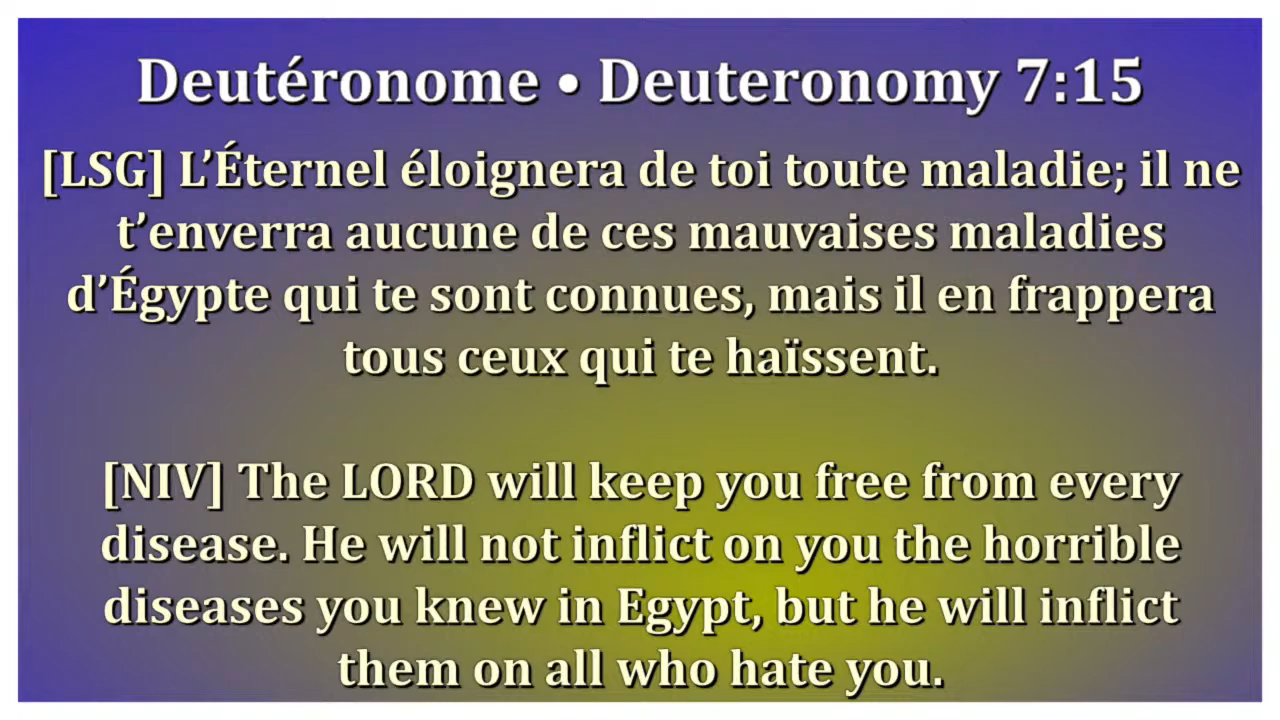 Deutéronome • Deuteronomy 7:15
[LSG] L’Éternel éloignera de toi toute maladie; il ne
t’enverra aucune de ces mauvaises maladies
d’Égypte qui te sont connues, mais il en frappera
tous ceux qui te haïssent.
[NIV] The LORD will keep you free from every
disease. He will not inflict on you the horrible
diseases you knew in Egypt, but he will inflict
them on all who hate you.